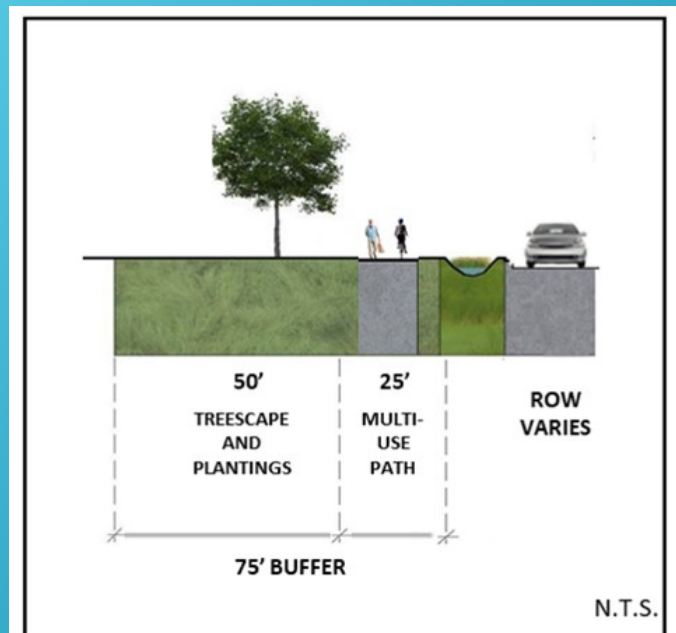 50’
TREESCAPE
AND
PLANTINGS
25’
MULTI-
USE
PATH
ROW
VARIES
75’ BUFFER
N.T.S.